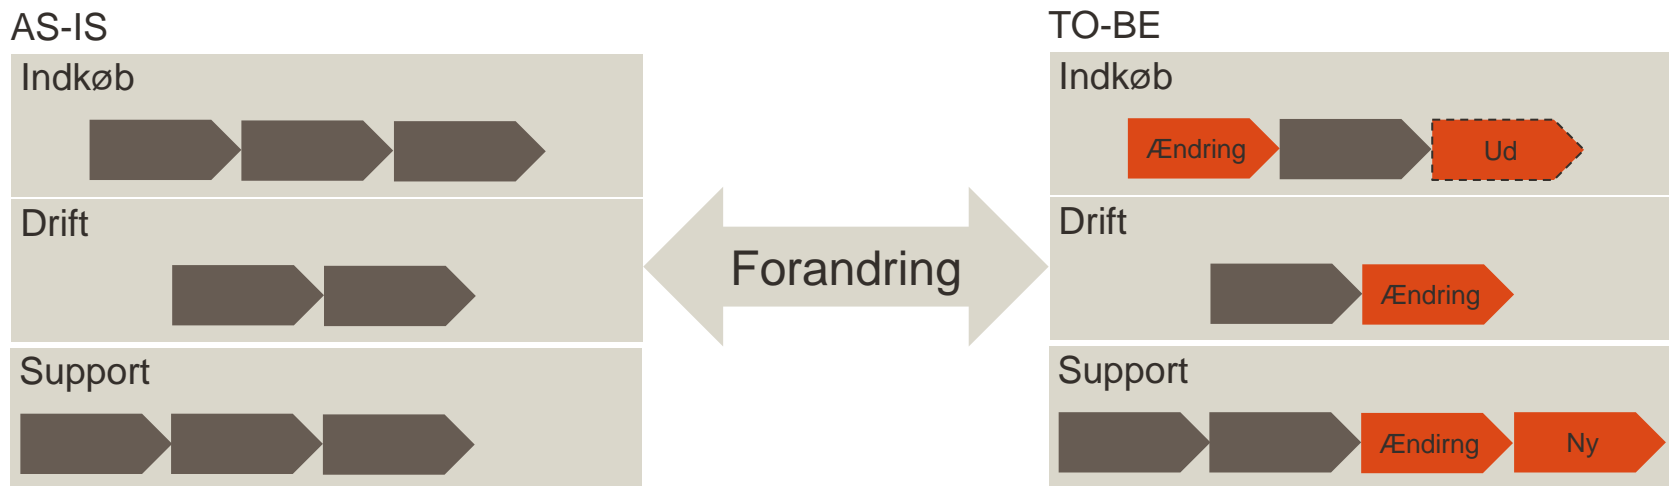 AS-IS
Indkøb
Drift
Support
Forandring
TO-BE
Indkøb
Ændring
Ud
Drift
Ændring
Support
Ændirng
Ny